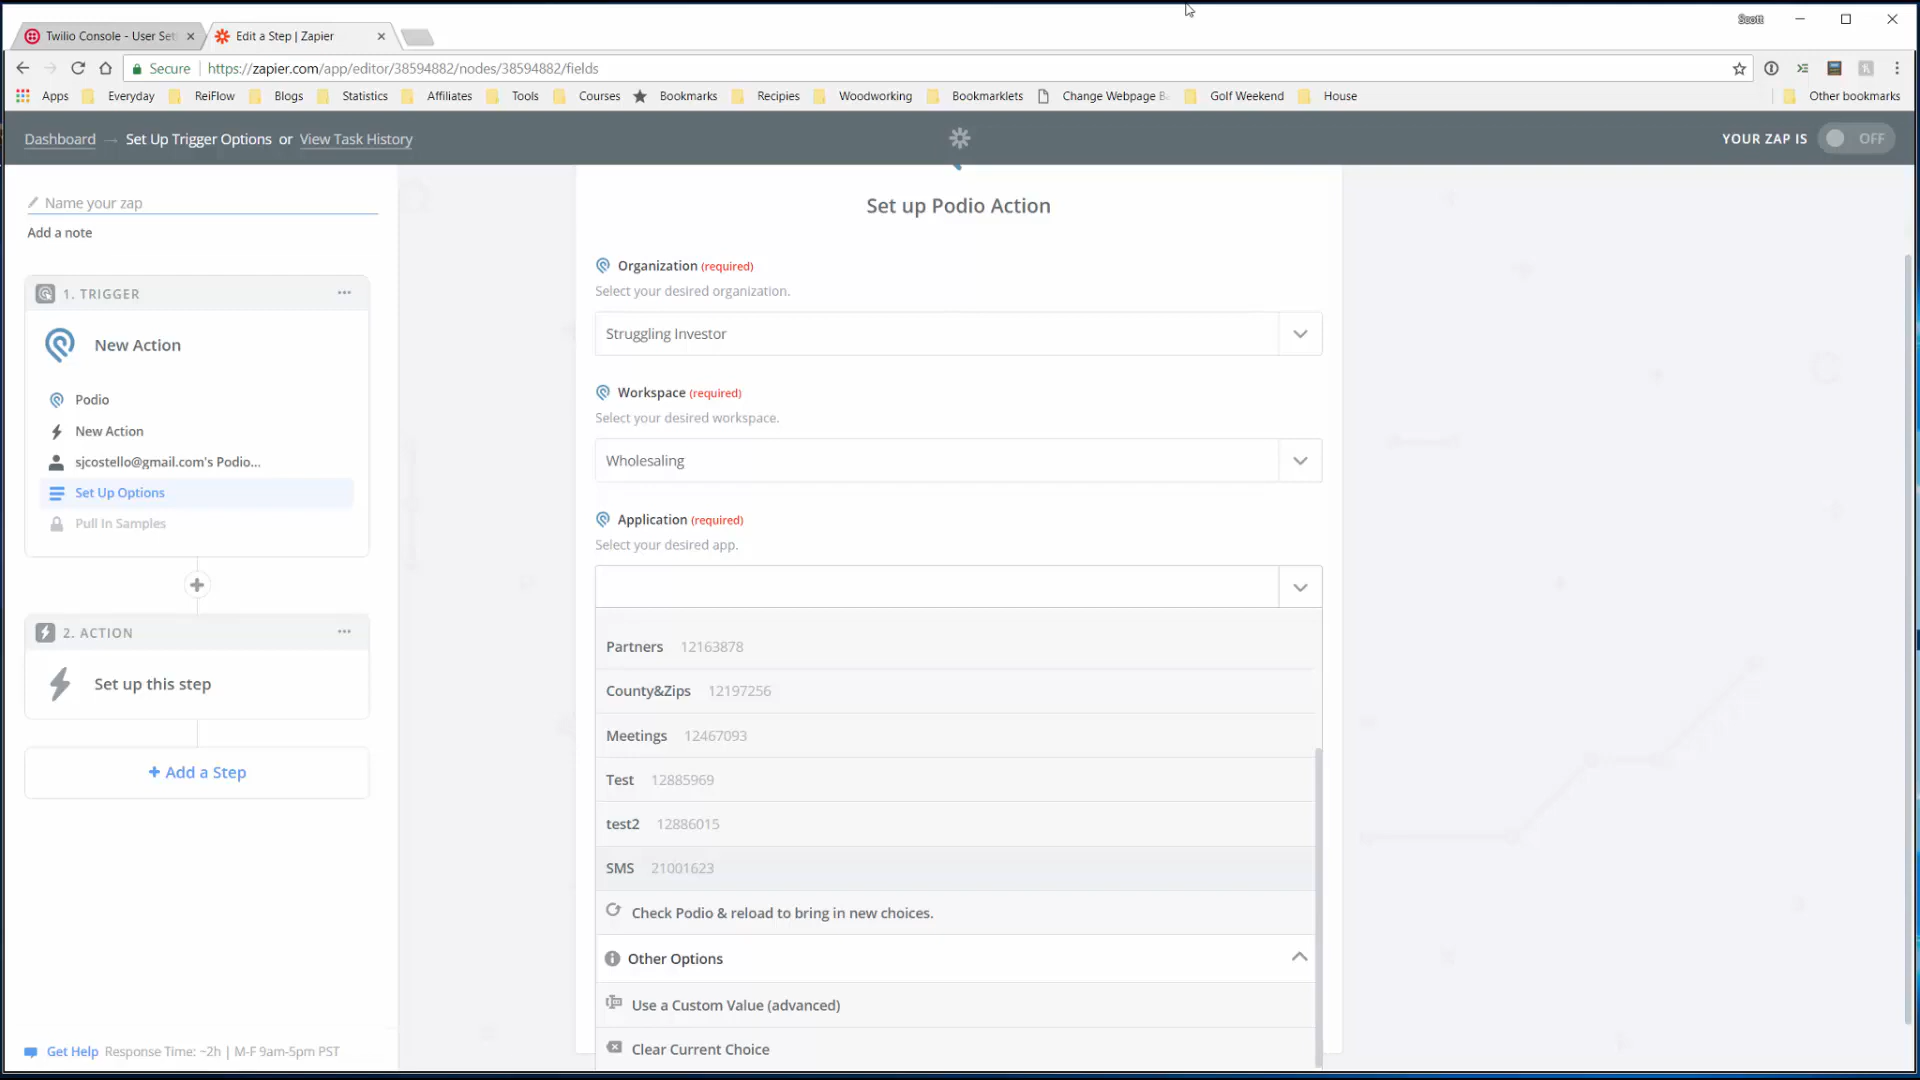 Scott
Twilio Console - User Set
Edit a Step | Zapier
Secure https://zapier.com/app/editor/38594882/nodes/38594882/fields
Apps Everyday ReiFlow Blogs Statistics Affiliates Tools Courses Bookmarks Recipies Woodworking Bookmarklets Change Webpage Ba Golf Weekend House Other bookmarks
Dashboard → Set Up Trigger Options or View Task History
YOUR ZAP IS OFF
Name your zap
Add a note
1. TRIGGER
New Action
Podio
New Action
sjcostello@gmail.com's Podio...
Set Up Options
Pull In Samples
2. ACTION
Set up this step
+ Add a Step
Get Help Response Time: ~2h | M-F 9am-5pm PST
Set up Podio Action
Organization (required)
Select your desired organization.
Struggling Investor
Workspace (required)
Select your desired workspace.
Wholesaling
Application (required)
Select your desired app.
Partners 12163878
County&Zips 12197256
Meetings 12467093
Test 12885969
test2 12886015
SMS 21001623
Check Podio & reload to bring in new choices.
Other Options
Use a Custom Value (advanced)
Clear Current Choice